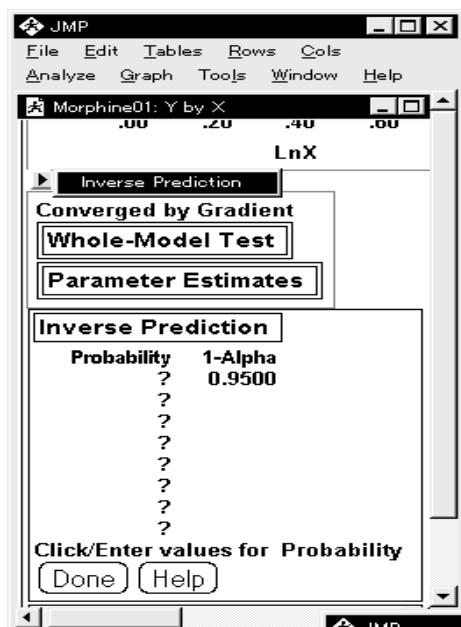 JMP
File Edit Tables Rows Cols
Analyze Graph Tools Window Help
Morphine01: Y by X
.00 .20 .40 .60
LnX
Inverse Prediction
Converged by Gradient
Whole-Model Test
Parameter Estimates
Inverse Prediction
Probability 1-Alpha
? 0.9500
?
?
?
?
?
?
?
Click/Enter values for Probability
Done Help
JMP